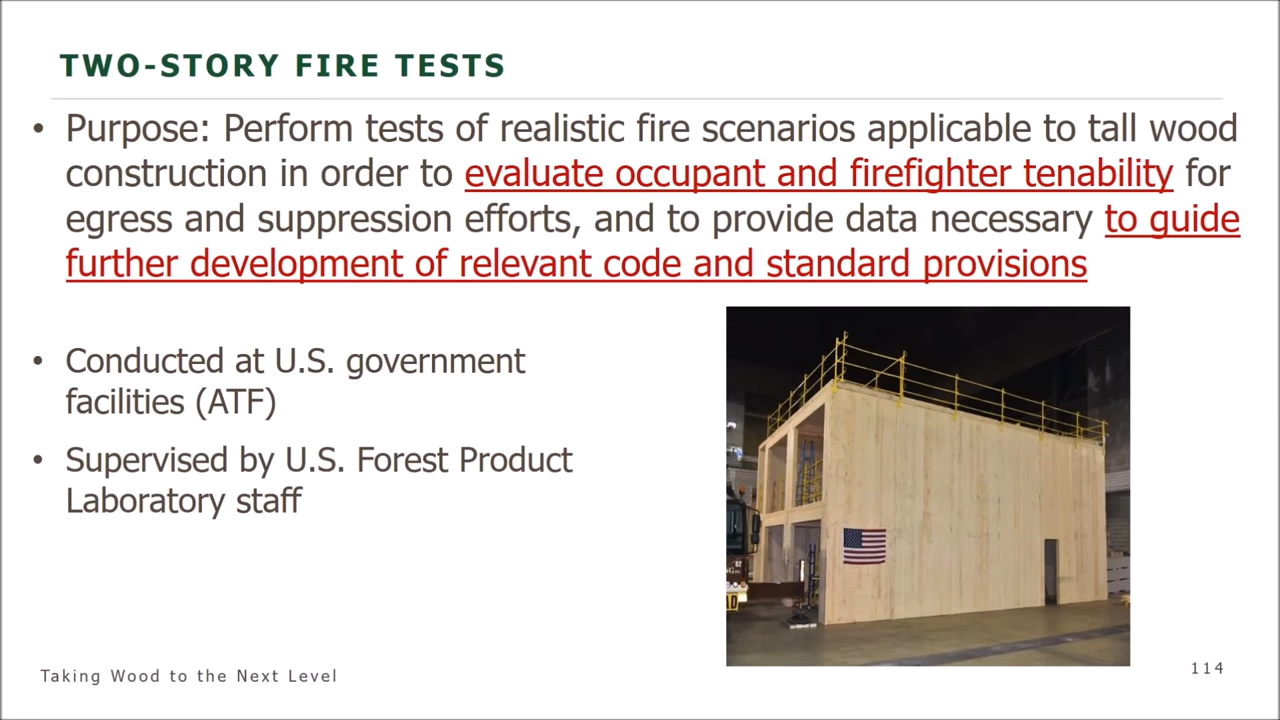 TWO-STORY FIRE TESTS
• Purpose: Perform tests of realistic fire scenarios applicable to tall wood
construction in order to evaluate occupant and firefighter tenability for
egress and suppression efforts, and to provide data necessary to guide
further development of relevant code and standard provisions
• Conducted at U.S. government
facilities (ATF)
• Supervised by U.S. Forest Product
Laboratory staff
Taking Wood to the Next Level
114